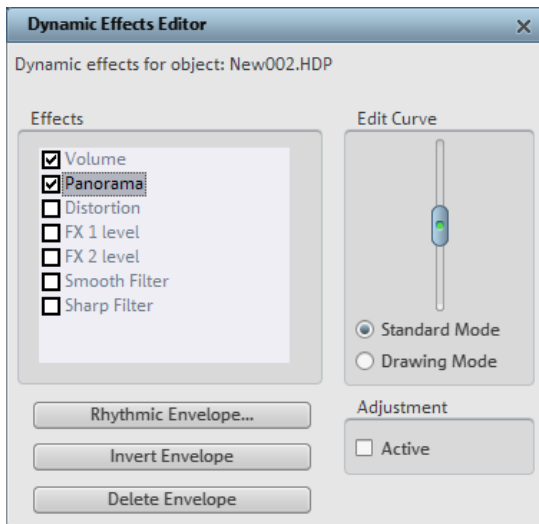 Dynamic Effects Editor
Dynamic effects for object: New002.HDP
Effects
Volume
Panorama
Distortion
FX 1 level
FX 2 level
Smooth Filter
Sharp Filter
Rhythmic Envelope...
Invert Envelope
Delete Envelope
Edit Curve
Standard Mode
Drawing Mode
Adjustment
Active